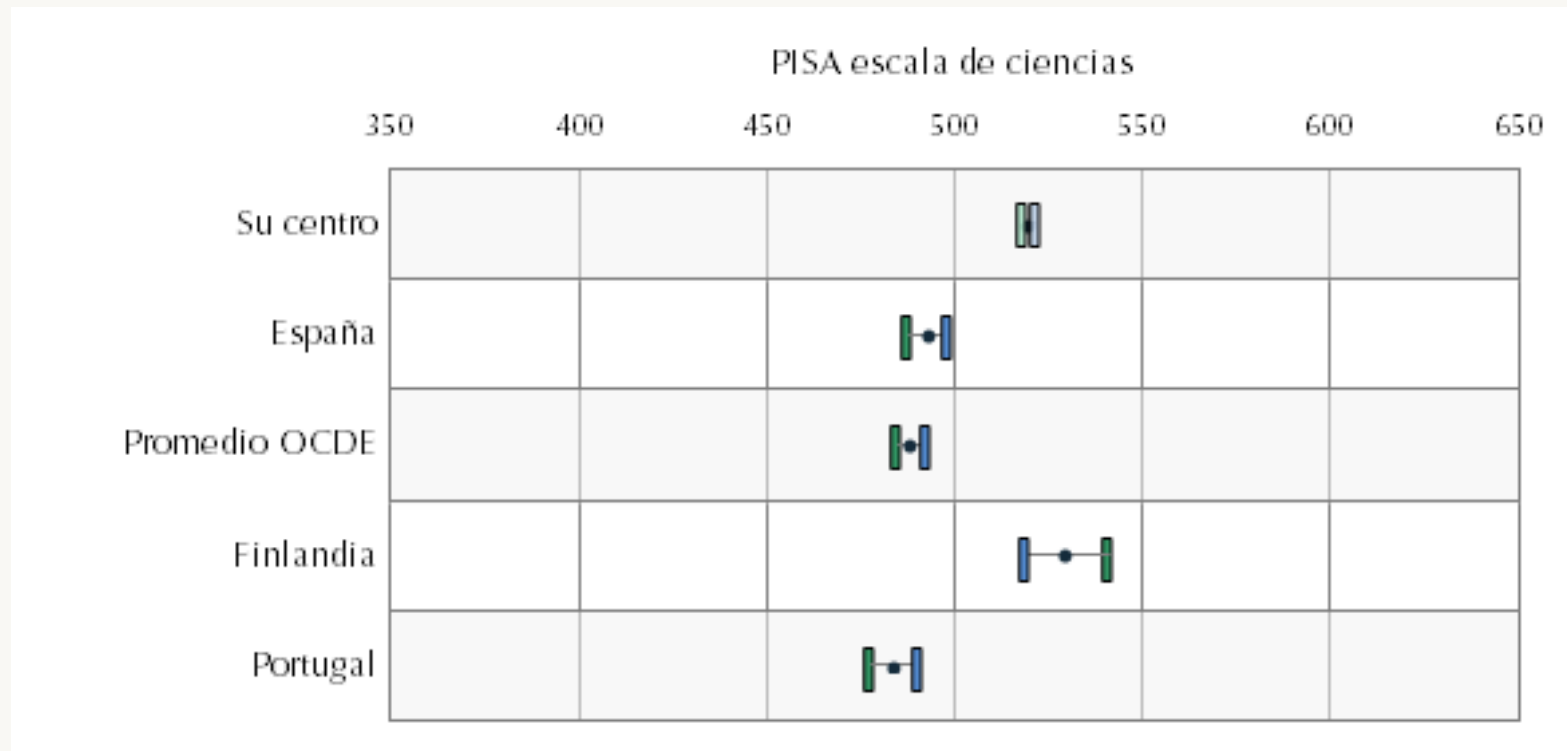 PISA escala de ciencias
350 400 450 500 550 600 650
Su centro
España
Promedio OCDE
Finlandia
Portugal